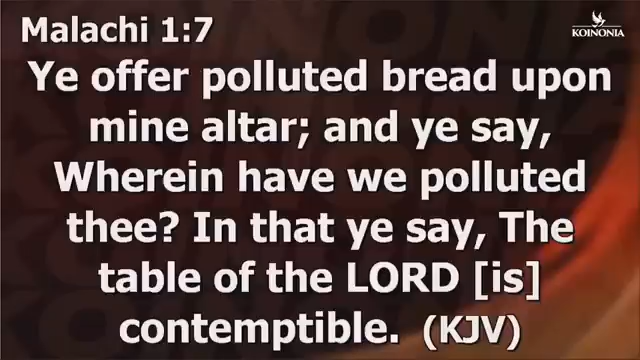 Malachi 1:7
KOINONIA
Ye offer polluted bread upon
mine altar; and ye say,
Wherein have we polluted
thee? In that ye say, The
table of the LORD [is]
contemptible. (KJV)